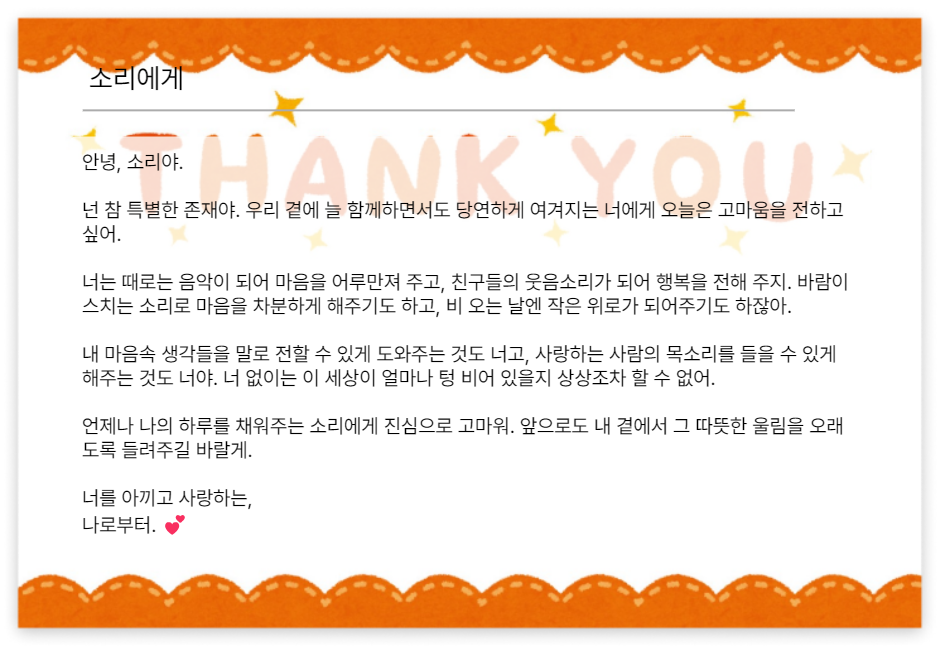 소리에게
THANK YOU
안녕, 소리야.
넌 참 특별한 존재야. 우리 곁에 늘 함께하면서도 당연하게 여겨지는 너에게 오늘은 고마움을 전하고
싶어.
너는 때로는 음악이 되어 마음을 어루만져 주고, 친구들의 웃음소리가 되어 행복을 전해 주지. 바람이
스치는 소리로 마음을 차분하게 해주기도 하고, 비 오는 날엔 작은 위로가 되어주기도 하잖아.
내 마음속 생각들을 말로 전할 수 있게 도와주는 것도 너고, 사랑하는 사람의 목소리를 들을 수 있게
해주는 것도 너야. 너 없이는 이 세상이 얼마나 텅 비어 있을지 상상조차 할 수 없어.
언제나 나의 하루를 채워주는 소리에게 진심으로 고마워. 앞으로도 내 곁에서 그 따뜻한 울림을 오래
도록 들려주길 바랄게.
너를 아끼고 사랑하는,
나로부터. 💕